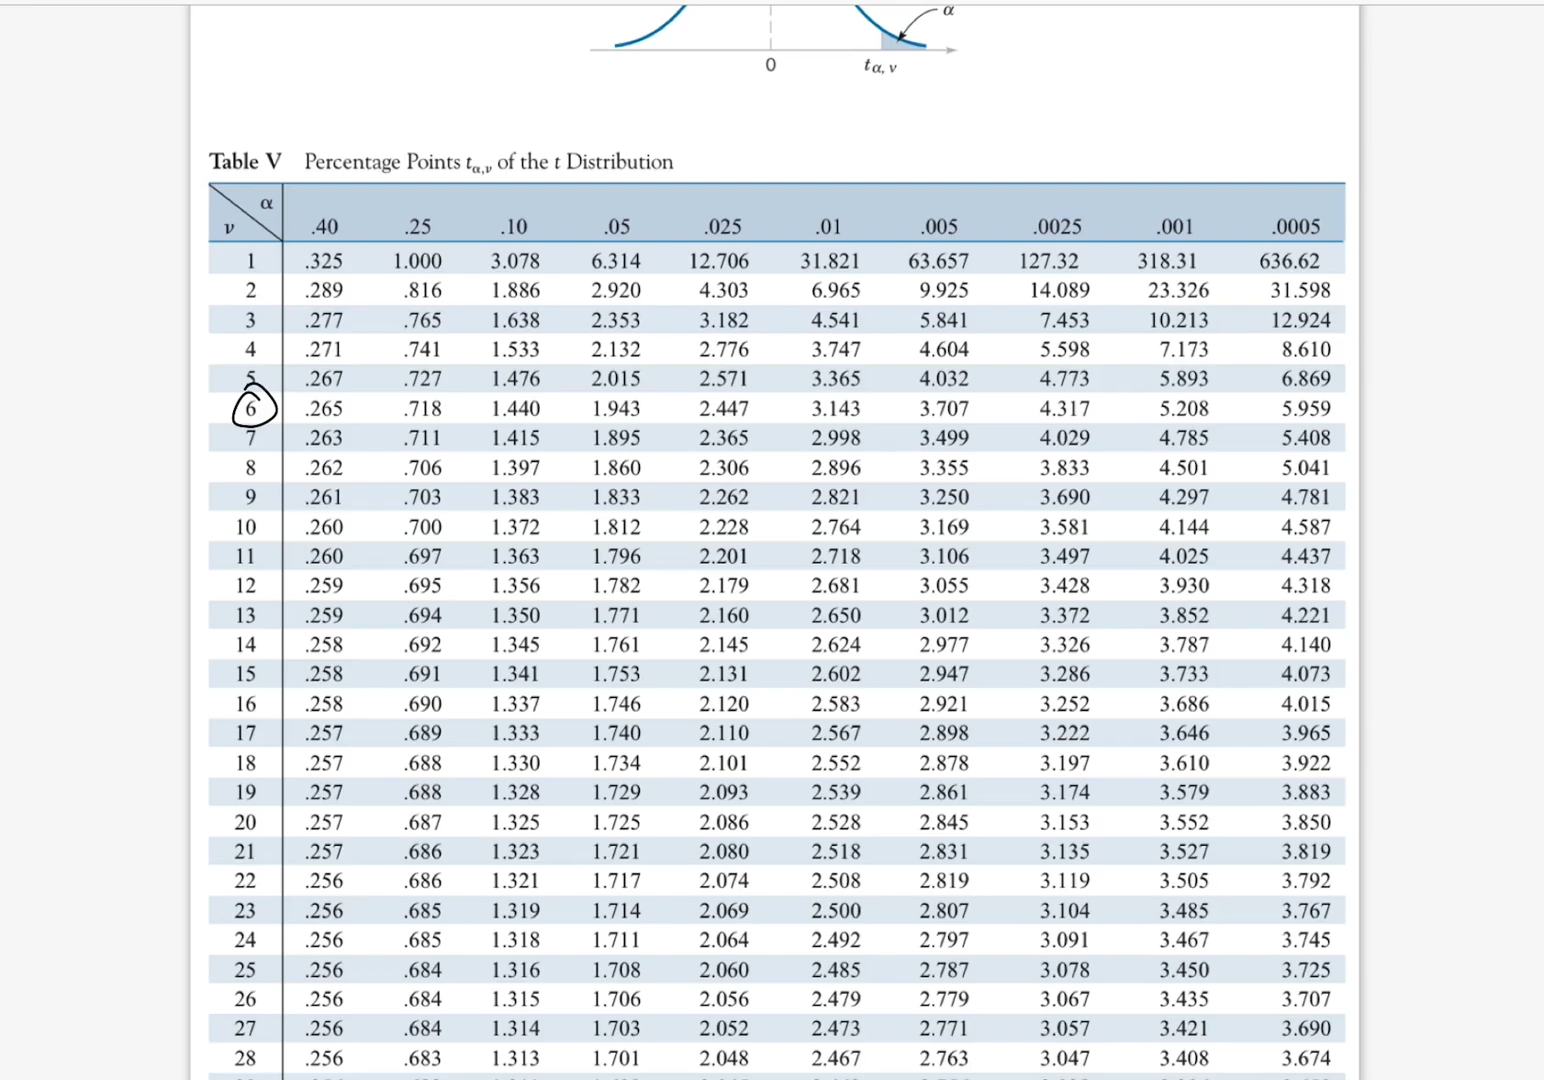 α
0 tα, ν
Table V Percentage Points tα,ν of the t Distribution
α
ν .40 .25 .10 .05 .025 .01 .005 .0025 .001 .0005
1 .325 1.000 3.078 6.314 12.706 31.821 63.657 127.32 318.31 636.62
2 .289 .816 1.886 2.920 4.303 6.965 9.925 14.089 23.326 31.598
3 .277 .765 1.638 2.353 3.182 4.541 5.841 7.453 10.213 12.924
4 .271 .741 1.533 2.132 2.776 3.747 4.604 5.598 7.173 8.610
5 .267 .727 1.476 2.015 2.571 3.365 4.032 4.773 5.893 6.869
6 .265 .718 1.440 1.943 2.447 3.143 3.707 4.317 5.208 5.959
7 .263 .711 1.415 1.895 2.365 2.998 3.499 4.029 4.785 5.408
8 .262 .706 1.397 1.860 2.306 2.896 3.355 3.833 4.501 5.041
9 .261 .703 1.383 1.833 2.262 2.821 3.250 3.690 4.297 4.781
10 .260 .700 1.372 1.812 2.228 2.764 3.169 3.581 4.144 4.587
11 .260 .697 1.363 1.796 2.201 2.718 3.106 3.497 4.025 4.437
12 .259 .695 1.356 1.782 2.179 2.681 3.055 3.428 3.930 4.318
13 .259 .694 1.350 1.771 2.160 2.650 3.012 3.372 3.852 4.221
14 .258 .692 1.345 1.761 2.145 2.624 2.977 3.326 3.787 4.140
15 .258 .691 1.341 1.753 2.131 2.602 2.947 3.286 3.733 4.073
16 .258 .690 1.337 1.746 2.120 2.583 2.921 3.252 3.686 4.015
17 .257 .689 1.333 1.740 2.110 2.567 2.898 3.222 3.646 3.965
18 .257 .688 1.330 1.734 2.101 2.552 2.878 3.197 3.610 3.922
19 .257 .688 1.328 1.729 2.093 2.539 2.861 3.174 3.579 3.883
20 .257 .687 1.325 1.725 2.086 2.528 2.845 3.153 3.552 3.850
21 .257 .686 1.323 1.721 2.080 2.518 2.831 3.135 3.527 3.819
22 .256 .686 1.321 1.717 2.074 2.508 2.819 3.119 3.505 3.792
23 .256 .685 1.319 1.714 2.069 2.500 2.807 3.104 3.485 3.767
24 .256 .685 1.318 1.711 2.064 2.492 2.797 3.091 3.467 3.745
25 .256 .684 1.316 1.708 2.060 2.485 2.787 3.078 3.450 3.725
26 .256 .684 1.315 1.706 2.056 2.479 2.779 3.067 3.435 3.707
27 .256 .684 1.314 1.703 2.052 2.473 2.771 3.057 3.421 3.690
28 .256 .683 1.313 1.701 2.048 2.467 2.763 3.047 3.408 3.674